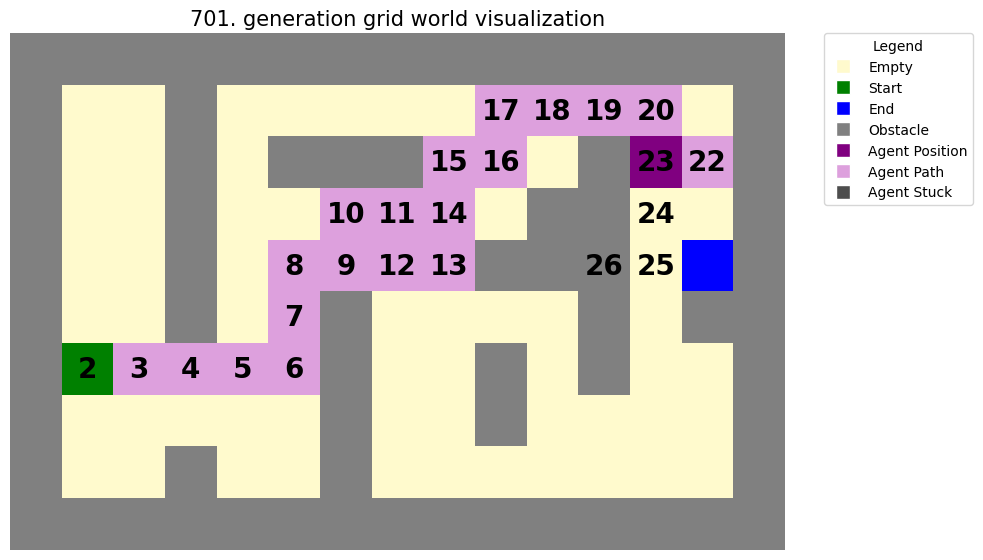 701. generation grid world visualization
17 18 19 20
15 16 23 22
10 11 14 24
8 9 12 13 26 25
7
2 3 4 5 6
Legend
Empty
Start
End
Obstacle
Agent Position
Agent Path
Agent Stuck